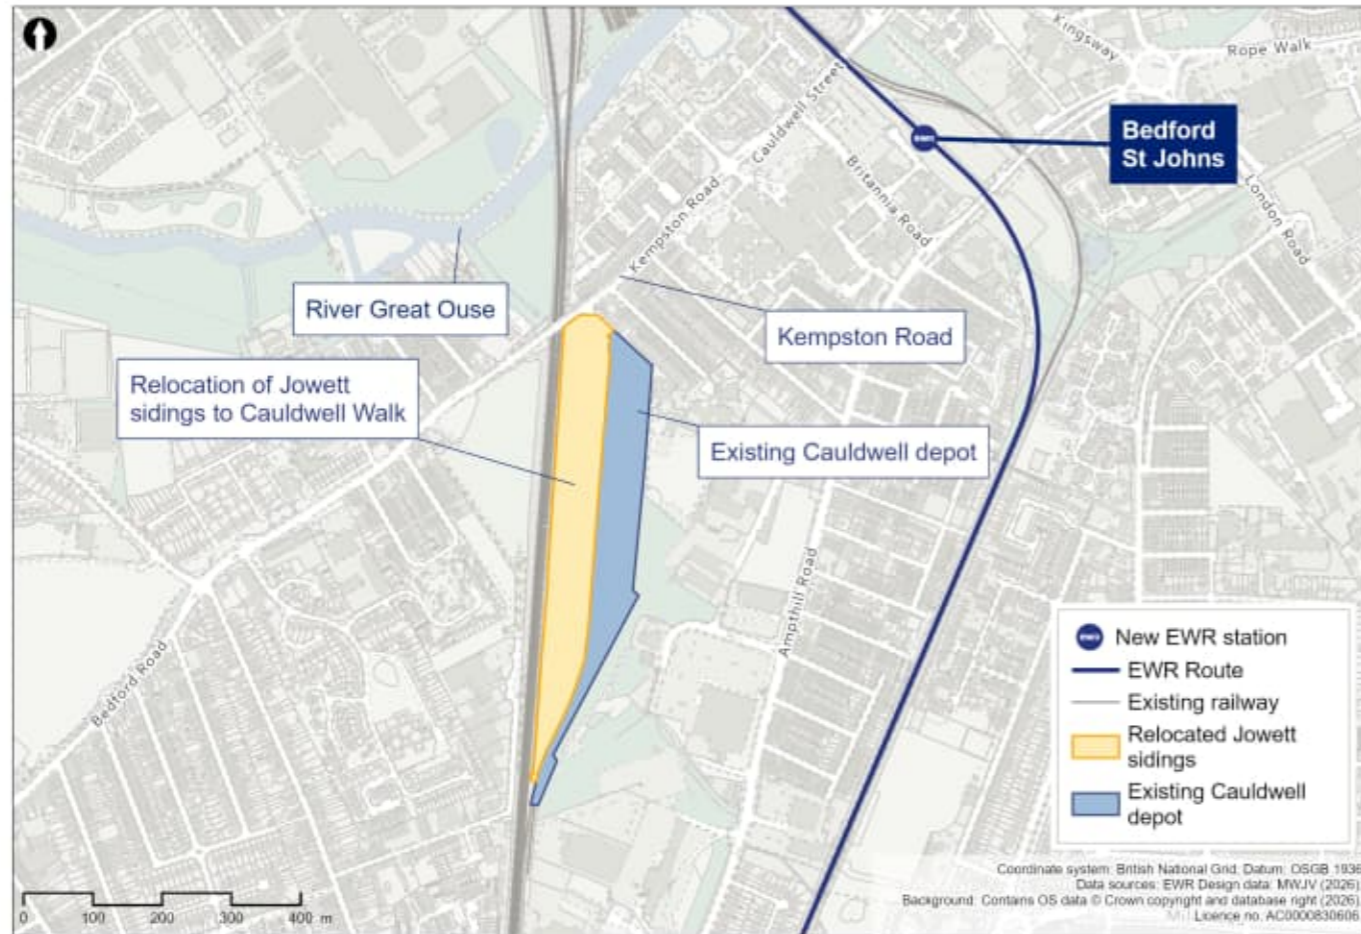 Kingsway
Rope Walk
Cauldwell Street
Bedford
St Johns
Britannia Road
London Road
Kempston Road
River Great Ouse
Kempston Road
Relocation of Jowett
sidings to Cauldwell Walk
Existing Cauldwell depot
Ampthill Road
Bedford Road
New EWR station
EWR Route
Existing railway
Relocated Jowett
sidings
Existing Cauldwell
depot
0 100 200 300 400 m
Coordinate system: British National Grid. Datum: OSGB 1936
Data sources: EWR Design data: MWJV (2026)
Background: Contains OS data © Crown copyright and database right (2026)
Licence no. AC0000830606